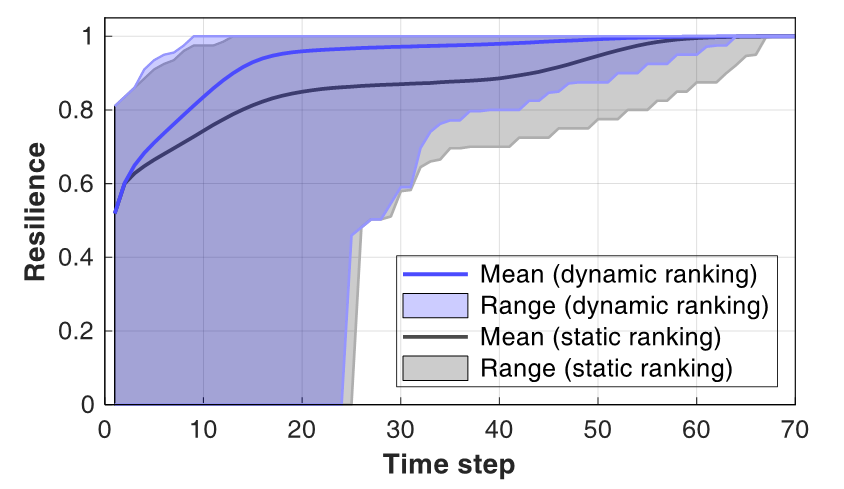 1
0.8
0.6
0.4
0.2
0
Resilience
Mean (dynamic ranking)
Range (dynamic ranking)
Mean (static ranking)
Range (static ranking)
0 10 20 30 40 50 60 70
Time step